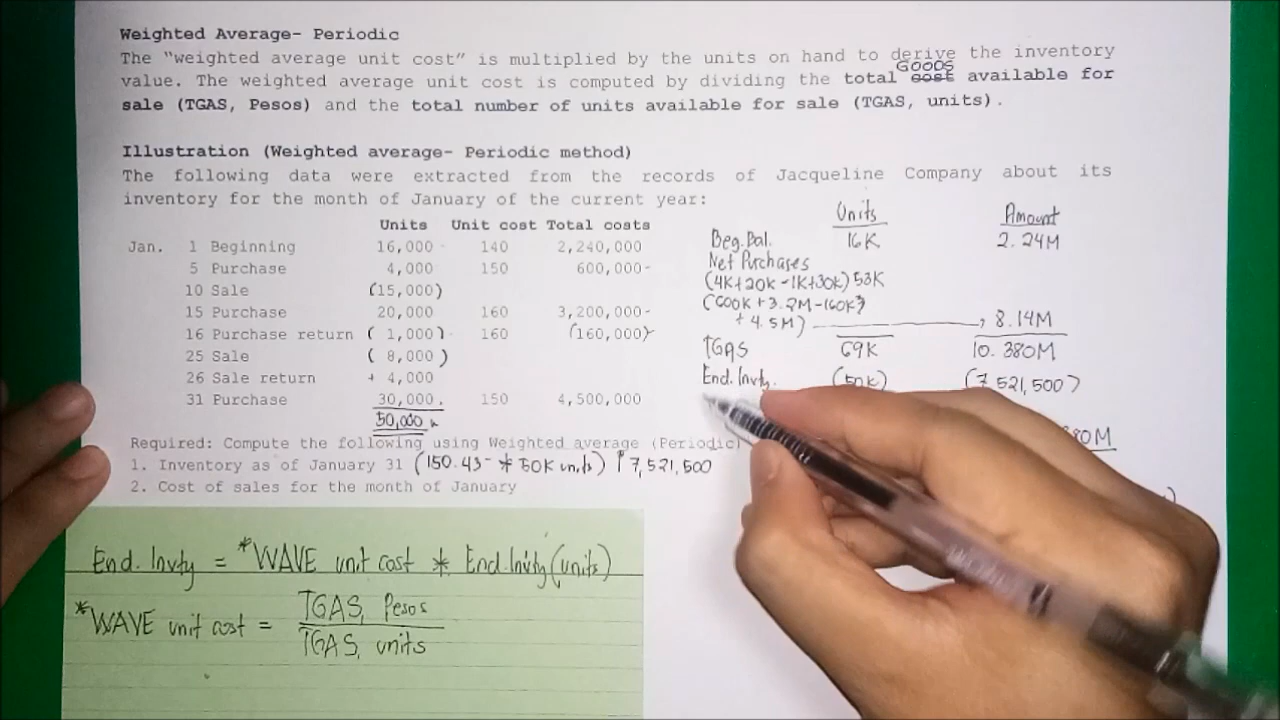 Weighted Average- Periodic
The “weighted average unit cost” is multiplied by the units on hand to derive the inventory
GOODS
value. The weighted average unit cost is computed by dividing the total cost available for
sale (TGAS, Pesos) and the total number of units available for sale (TGAS, units).
Illustration (Weighted average- Periodic method)
The following data were extracted from the records of Jacqueline Company about its
inventory for the month of January of the current year:
Units Unit cost Total costs
Jan. 1 Beginning 16,000 140 2,240,000
5 Purchase 4,000 150 600,000
10 Sale (15,000)
15 Purchase 20,000 160 3,200,000
16 Purchase return ( 1,000) 160 (160,000)
25 Sale ( 8,000 )
26 Sale return + 4,000
31 Purchase 30,000 150 4,500,000
50,000
Units Amount
Beg. Bal. 16K 2.24M
Net Purchases
(4K+20K-1K+30K) 53K
(600K+3.2M-160K
+ 4.5M) 8.14M
TGAS 69K 10.380M
End. Invty. (50K) (7,521,500)
Required: Compute the following using Weighted average (Periodic)
1. Inventory as of January 31 (150.43 * 50K units) ₱7,521,500
2. Cost of sales for the month of January
End. Invty = *WAVE unit cost * End. Invty (units)
*WAVE unit cost = TGAS, Pesos
TGAS, units